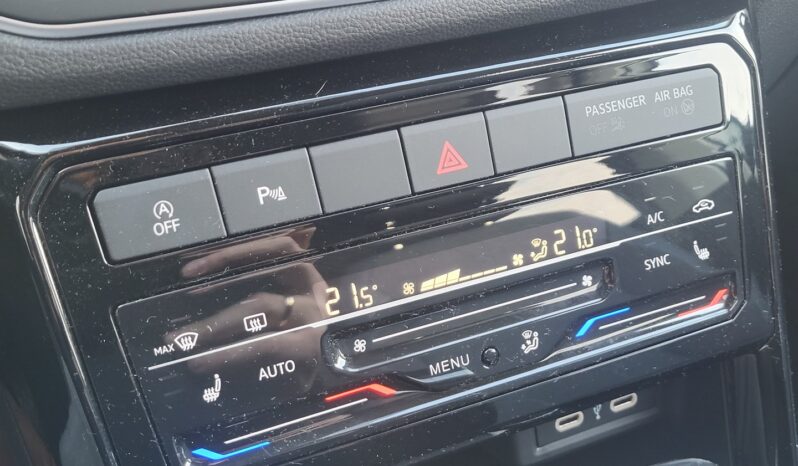 PASSENGER AIR BAG
OFF ON
P
A
OFF
21.5° 21.0°
A/C
SYNC
MAX
AUTO
MENU